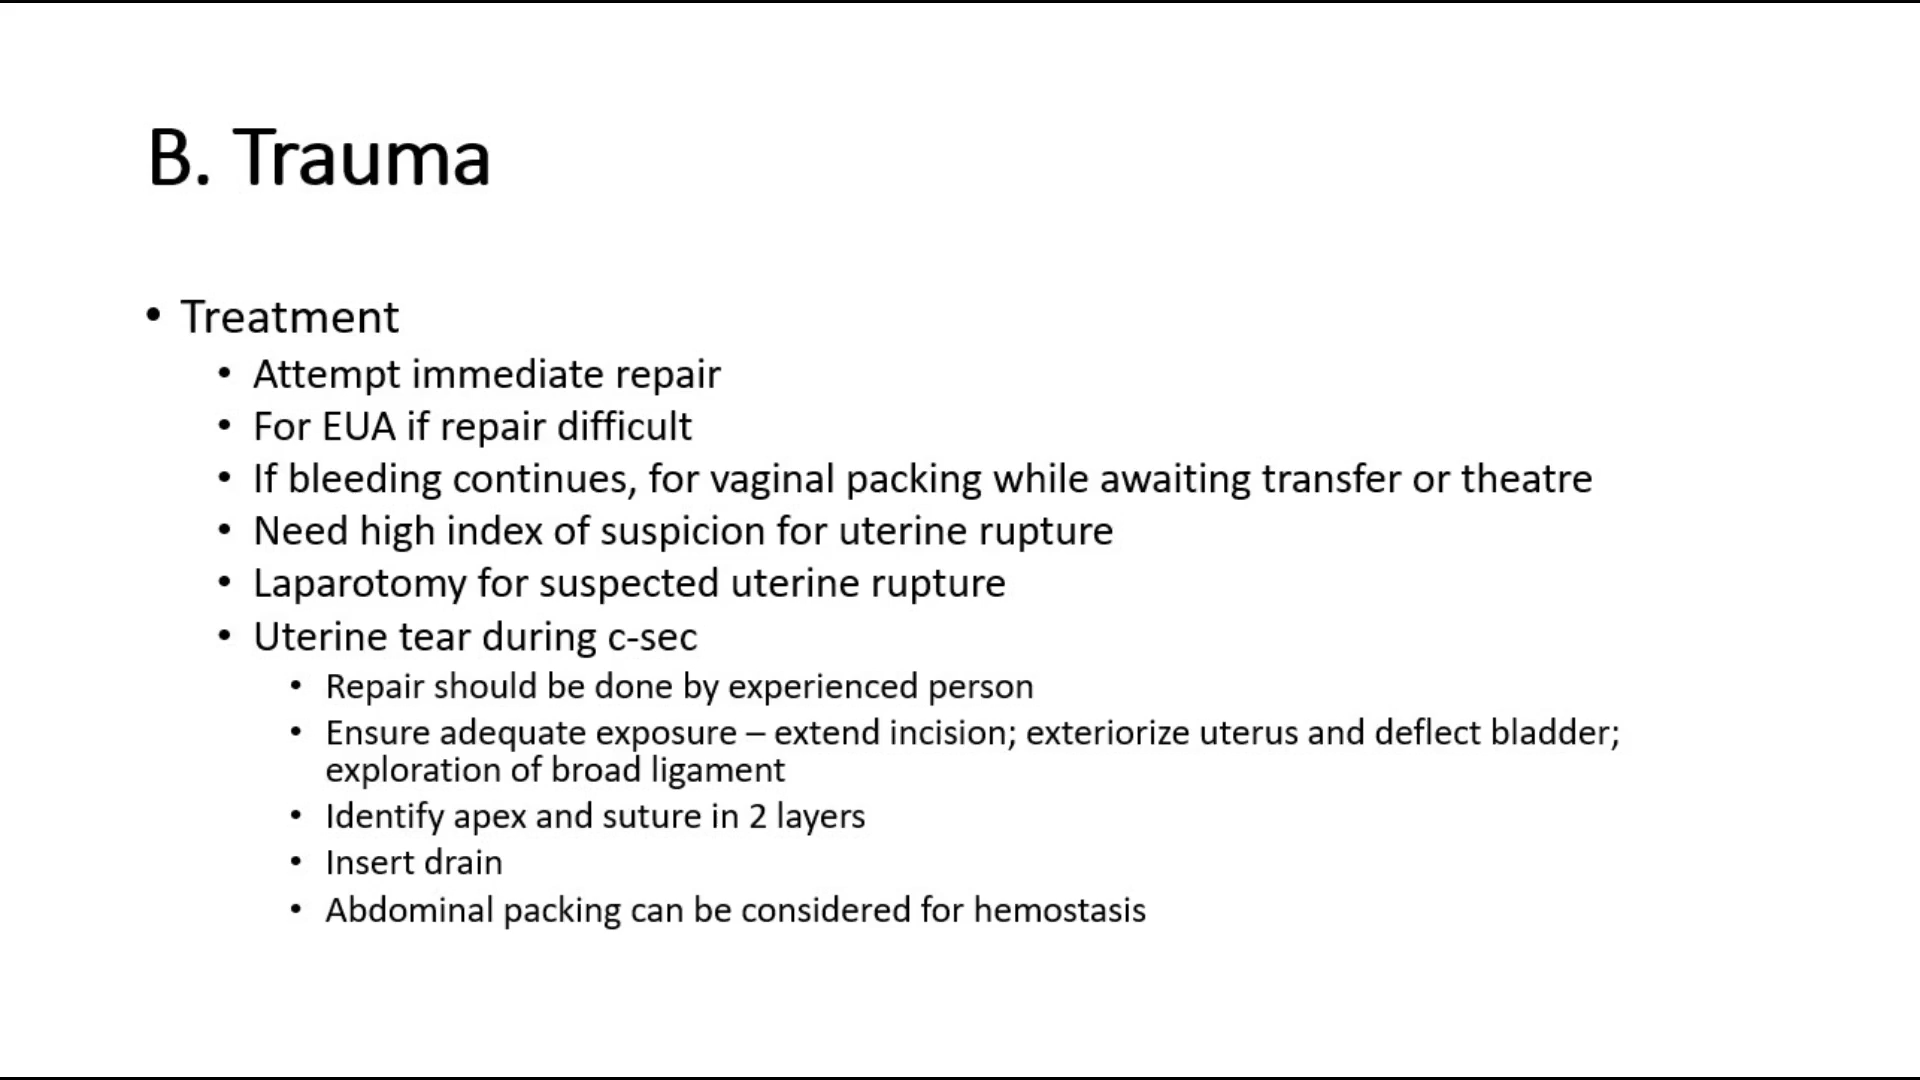 B. Trauma
• Treatment
• Attempt immediate repair
• For EUA if repair difficult
• If bleeding continues, for vaginal packing while awaiting transfer or theatre
• Need high index of suspicion for uterine rupture
• Laparotomy for suspected uterine rupture
• Uterine tear during c-sec
• Repair should be done by experienced person
• Ensure adequate exposure – extend incision; exteriorize uterus and deflect bladder;
exploration of broad ligament
• Identify apex and suture in 2 layers
• Insert drain
• Abdominal packing can be considered for hemostasis